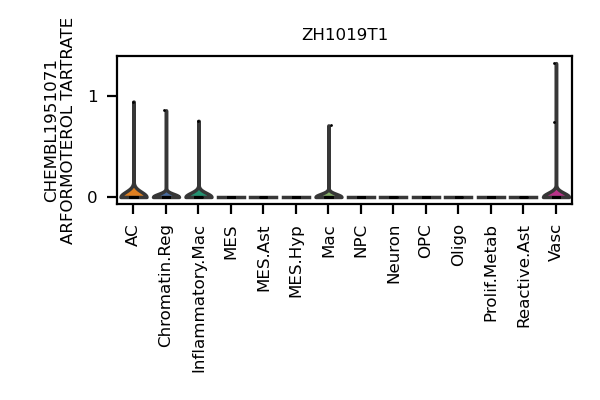 ZH1019T1
CHEMBL1951071
ARFORMOTEROL TARTRATE
1
0
AC
Chromatin.Reg
Inflammatory.Mac
MES
MES.Ast
MES.Hyp
Mac
NPC
Neuron
OPC
Oligo
Prolif.Metab
Reactive.Ast
Vasc